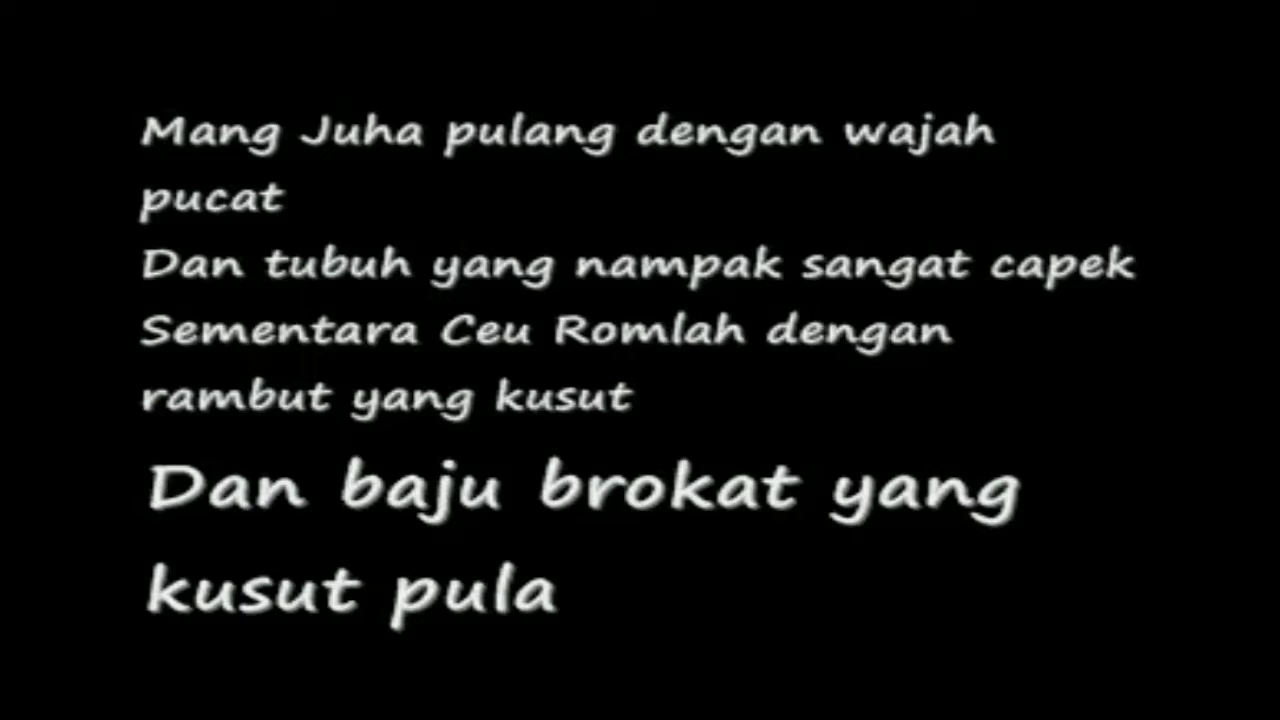 Mang Juha pulang dengan wajah
pucat
Dan tubuh yang nampak sangat capek
Sementara Ceu Romlah dengan
rambut yang kusut
Dan baju brokat yang
kusut pula